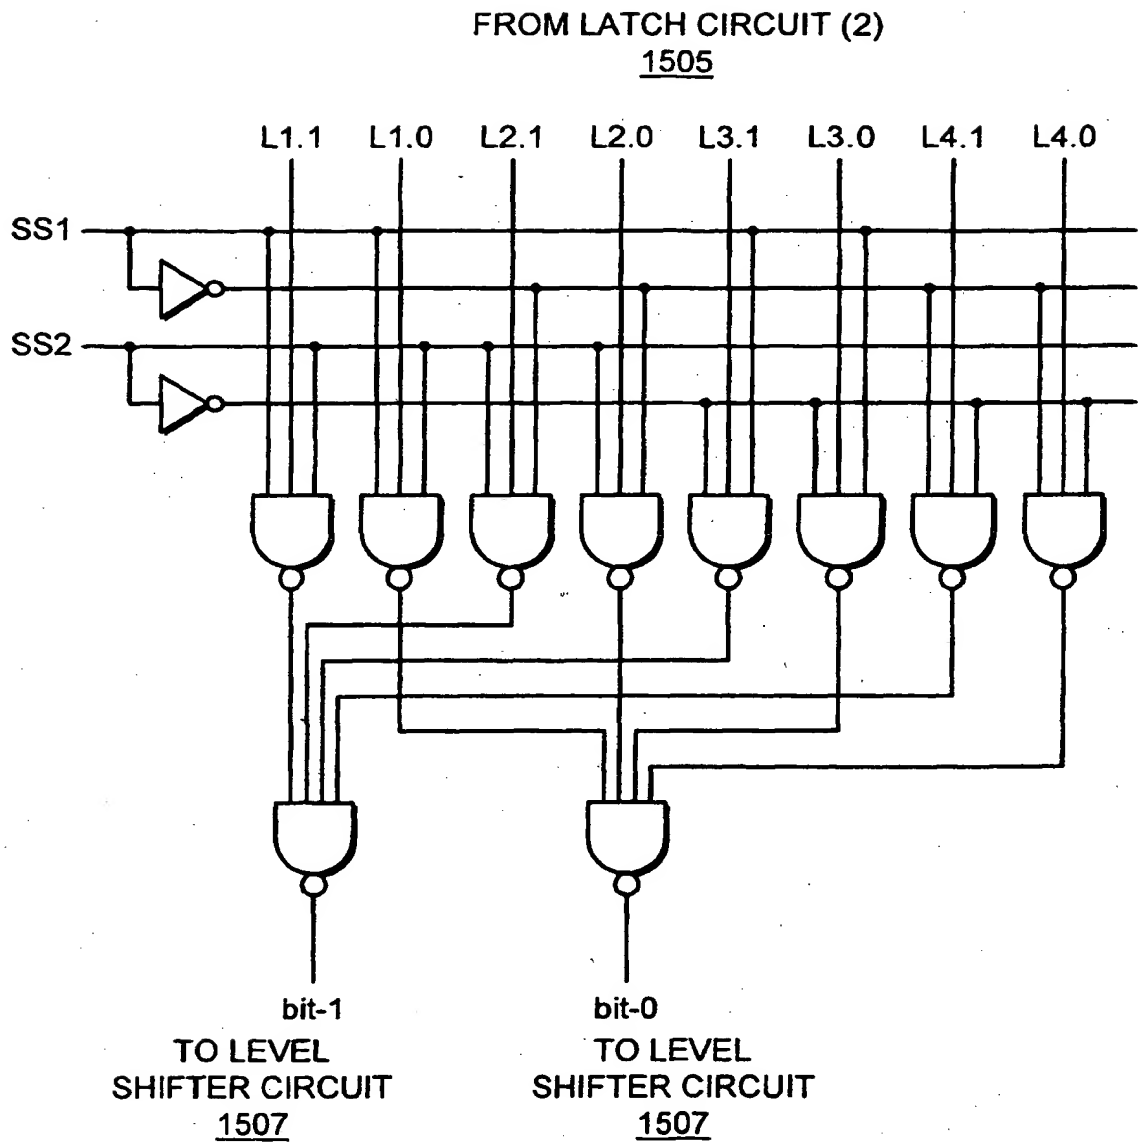 FROM LATCH CIRCUIT (2)
1505
L1.1 L1.0 L2.1 L2.0 L3.1 L3.0 L4.1 L4.0
SS1
SS2
bit-1 bit-0
TO LEVEL TO LEVEL
SHIFTER CIRCUIT SHIFTER CIRCUIT
1507 1507